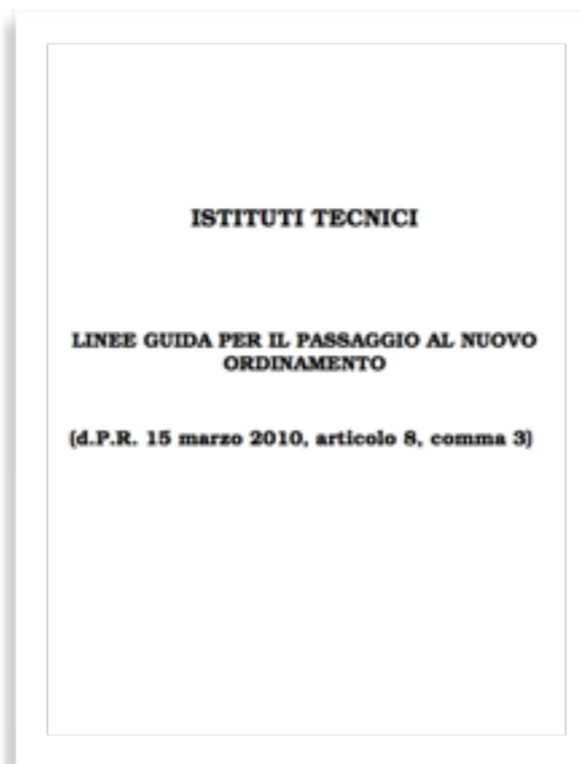 ISTITUTI TECNICI
LINEE GUIDA PER IL PASSAGGIO AL NUOVO
ORDINAMENTO
(d.P.R. 15 marzo 2010, articolo 8, comma 3)